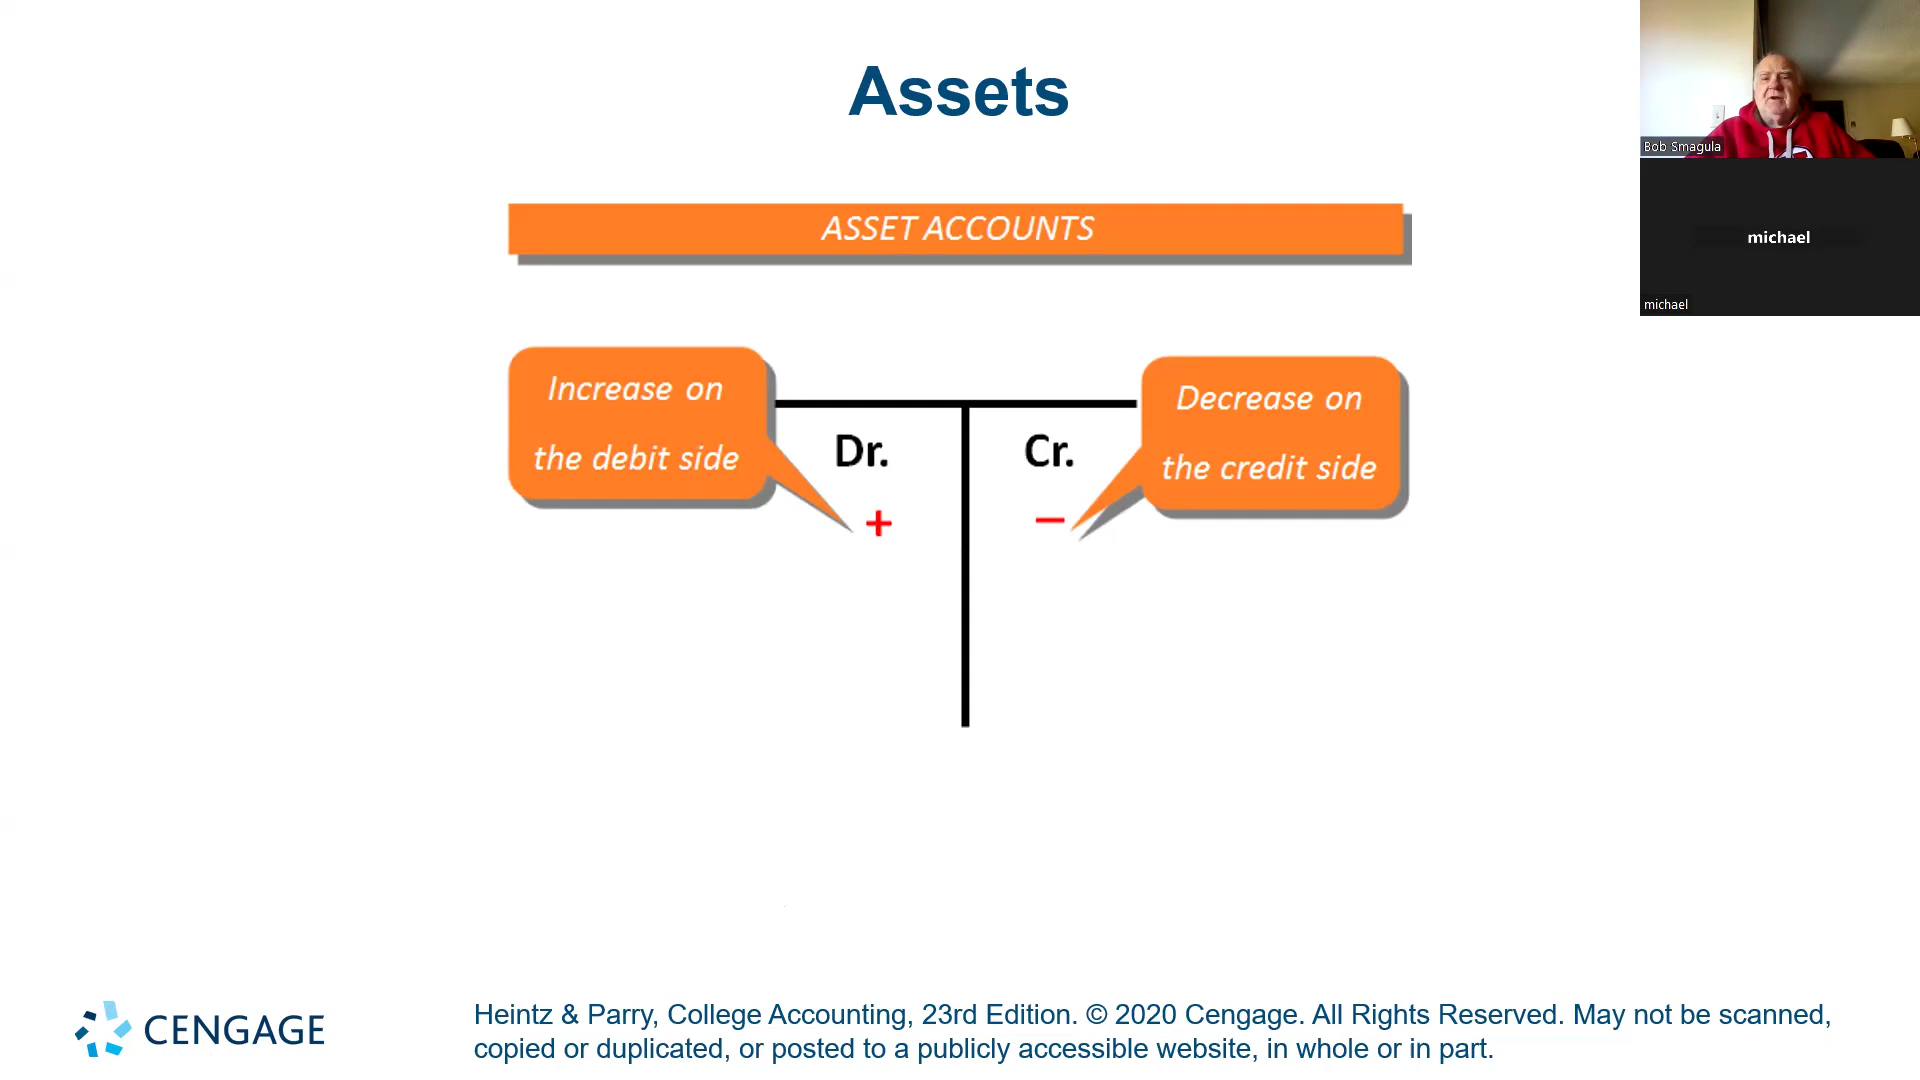 Assets
Bob Smagula
michael
michael
ASSET ACCOUNTS
Increase on
the debit side
Dr.
Cr.
+
−
Decrease on
the credit side
CENGAGE
Heintz & Parry, College Accounting, 23rd Edition. © 2020 Cengage. All Rights Reserved. May not be scanned,
copied or duplicated, or posted to a publicly accessible website, in whole or in part.